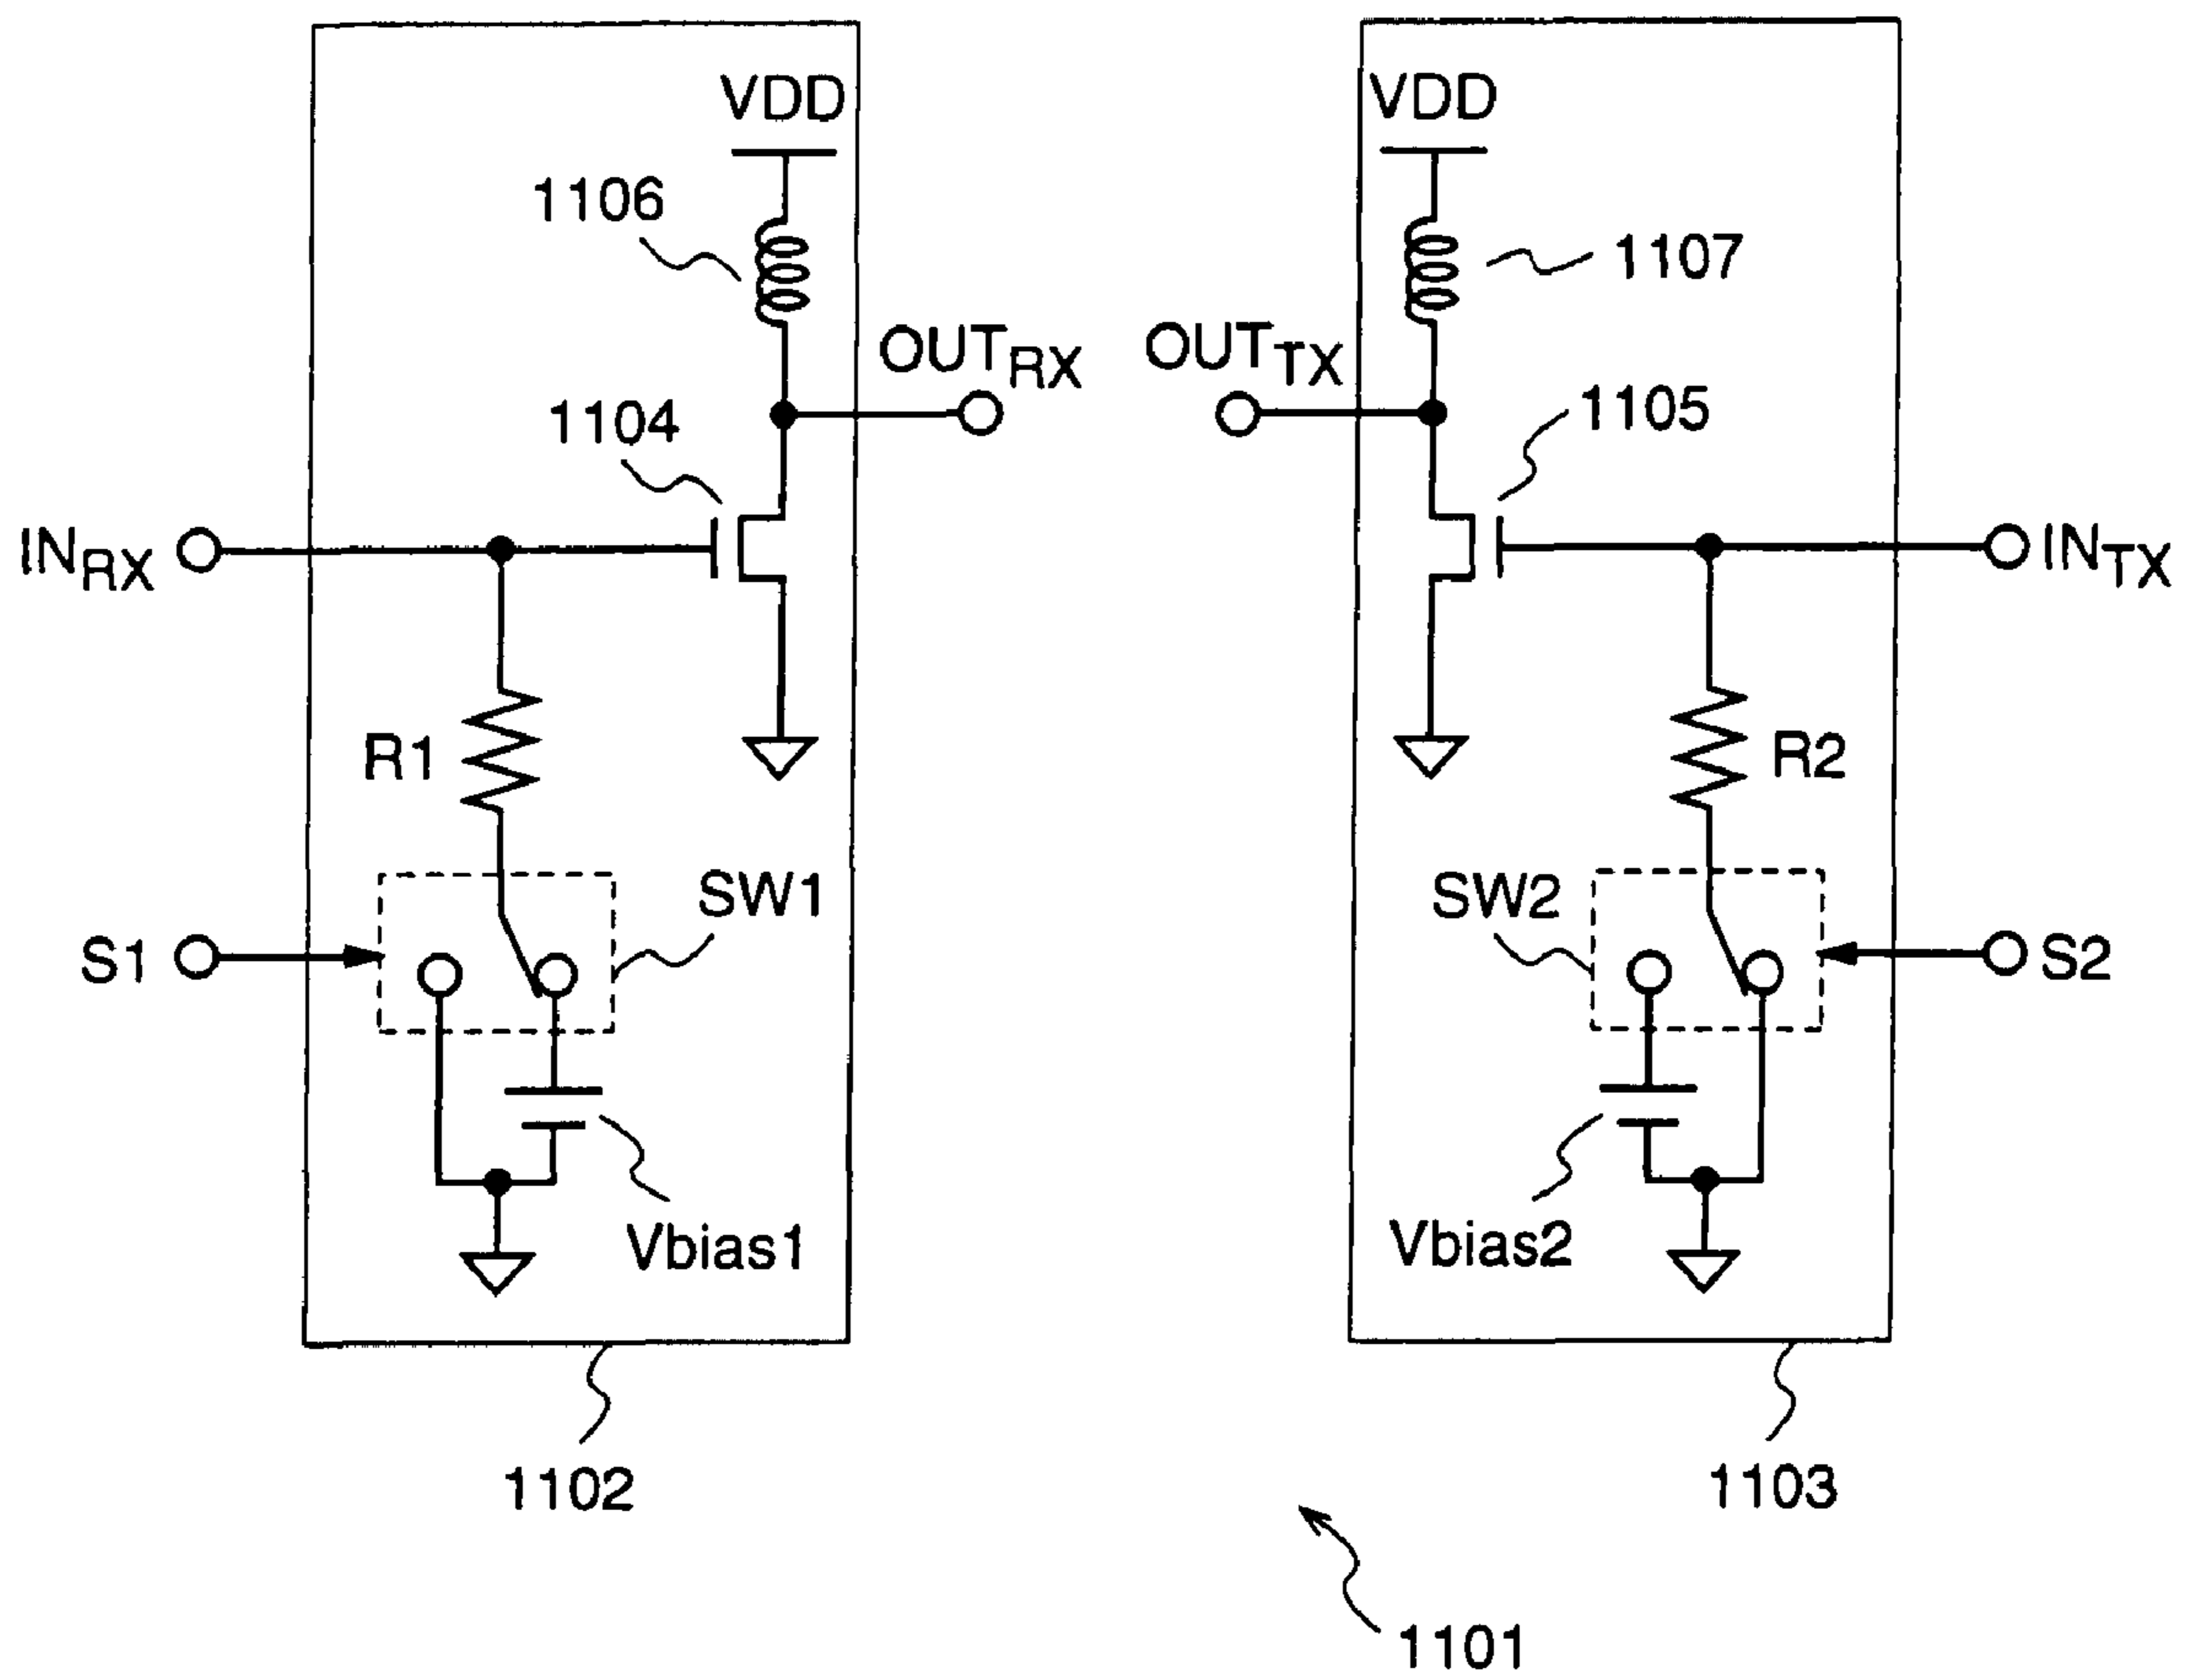 VDD
VDD
1106
1107
OUTRX
OUTTX
1104
1105
INRX
INTX
R1
R2
SW1
SW2
S1
S2
Vbias1
Vbias2
1102
1103
1101